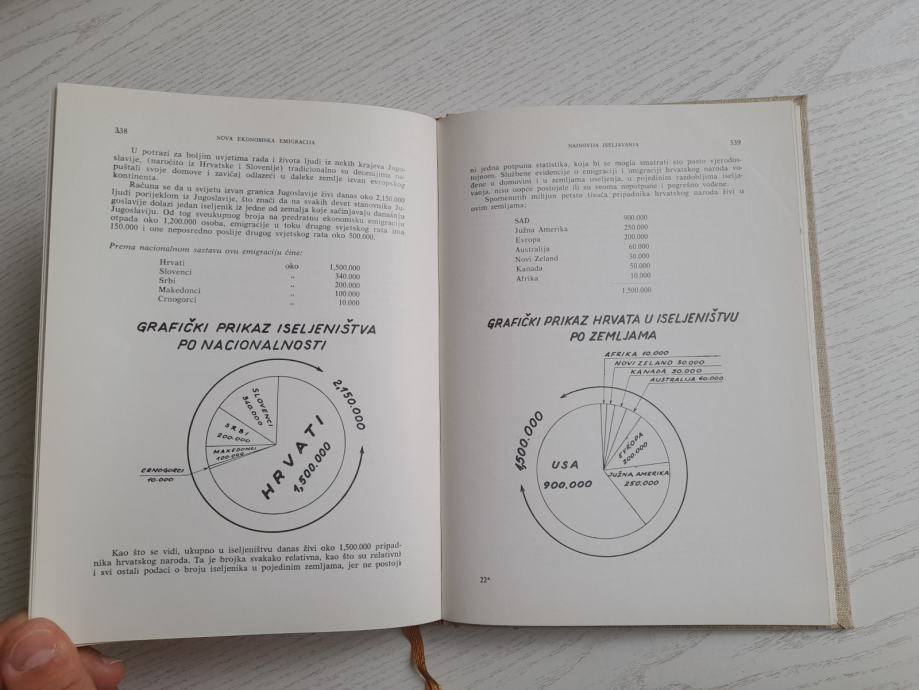 338
NOVA EKONOMSKA EMIGRACIJA
U potrazi za boljim uvjetima rada i života ljudi iz nekih krajeva Jugo-
slavije, (naročito iz Hrvatske i Slovenije) tradicionalno su decenijima na-
puštali svoje domove i zavičaj odlazeći u daleke zemlje izvan evropskog
kontinenta.
Računa se da u svijetu izvan granica Jugoslavije živi danas oko 2,150.000
ljudi porijeklom iz Jugoslavije, što znači da na svakih devet stanovnika Ju-
goslavije dolazi jedan iseljenik iz jedne od zemalja koje sačinjavaju današnju
Jugoslaviju. Od tog sveukupnog broja na predratnu ekonomsku emigraciju
otpada oko 1,200.000 osoba, emigracije u toku drugog svjetskog rata ima
150.000 i one neposredno poslije drugog svjetskog rata oko 500.000.
Prema nacionalnom sastavu ovu emigraciju čine:
Hrvati oko 1,500.000
Slovenci „ 340.000
Srbi „ 200.000
Makedonci „ 100.000
Crnogorci „ 10.000
GRAFIČKI PRIKAZ ISELJENIŠTVA
PO NACIONALNOSTI
2,150.000
SLOVENCI
340.000
SRBI
200.000
MAKEDONCI
100.000
CRNOGORCI
10.000
HRVATI
1,500.000
Kao što se vidi, ukupno u iseljeništvu danas živi oko 1,500.000 pripad-
nika hrvatskog naroda. Ta je brojka svakako relativna, kao što su relativni
i svi ostali podaci o broju iseljenika u pojedinim zemljama, jer ne postoji
NAJNOVIJA ISELJAVANJA
339
ni jedna potpuna statistika, koja bi se mogla smatrati sto posto vjerodos-
tojnom. Službene evidencije o emigraciji i imigraciji hrvatskog naroda vo-
đene u domovini i u zemljama useljenja, u pojedinim razdobljima iselja-
vanja, nisu uopće postojale ili su veoma nepotpune i pogrešno vođene.
Spomenutih milijun petsto tisuća pripadnika hrvatskog naroda živi u
ovim zemljama:
SAD 900.000
Južna Amerika 250.000
Evropa 200.000
Australija 60.000
Novi Zeland 30.000
Kanada 50.000
Afrika 10.000
1,500.000
GRAFIČKI PRIKAZ HRVATA U ISELJENIŠTVU
PO ZEMLJAMA
AFRIKA 10.000
NOVI ZELAND 30.000
KANADA 50.000
AUSTRALIJA 60.000
1,500.000
EVROPA
200.000
USA
900.000
JUŽNA AMERIKA
250.000
22*